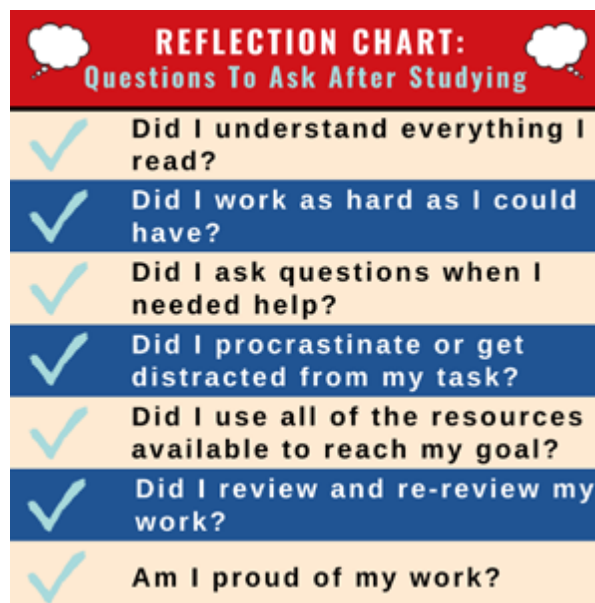 REFLECTION CHART:
Questions To Ask After Studying
Did I understand everything I
read?
Did I work as hard as I could
have?
Did I ask questions when I
needed help?
Did I procrastinate or get
distracted from my task?
Did I use all of the resources
available to reach my goal?
Did I review and re-review my
work?
Am I proud of my work?